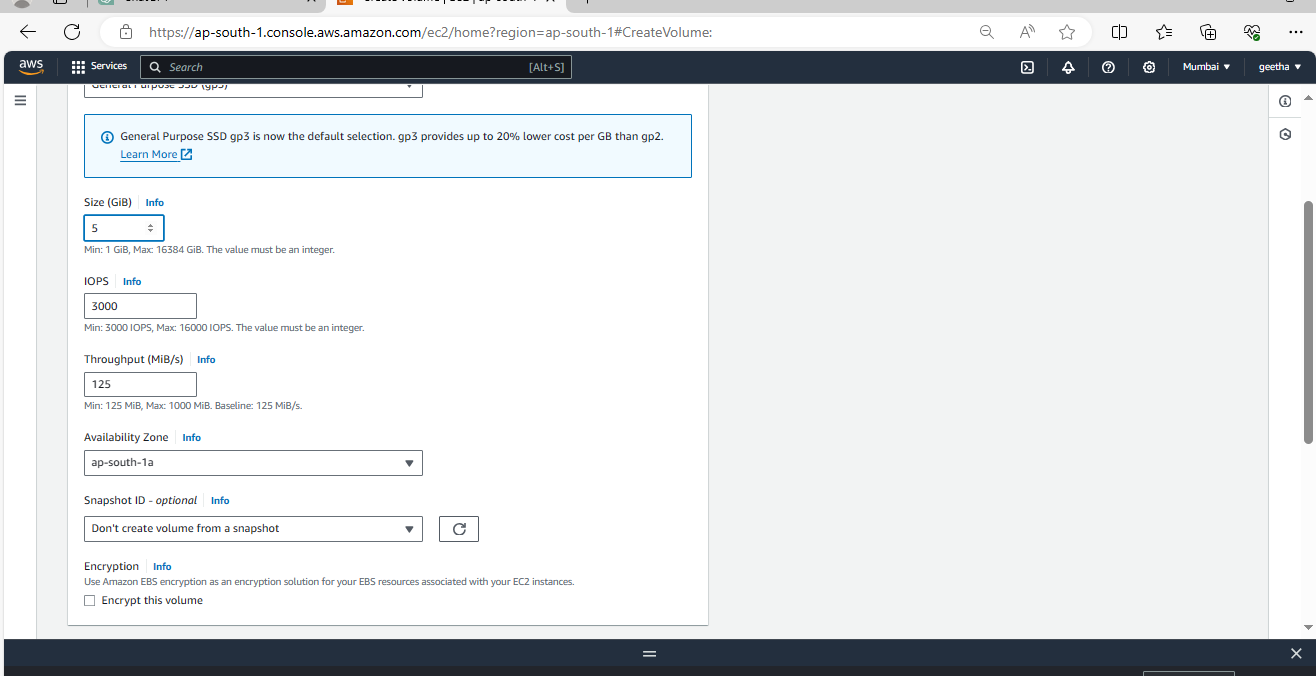 https://ap-south-1.console.aws.amazon.com/ec2/home?region=ap-south-1#CreateVolume:
aws Services Search [Alt+S] Mumbai geetha
General Purpose SSD (gp3)
General Purpose SSD gp3 is now the default selection. gp3 provides up to 20% lower cost per GB than gp2.
Learn More
Size (GiB) Info
5
Min: 1 GiB, Max: 16384 GiB. The value must be an integer.
IOPS Info
3000
Min: 3000 IOPS, Max: 16000 IOPS. The value must be an integer.
Throughput (MiB/s) Info
125
Min: 125 MiB, Max: 1000 MiB. Baseline: 125 MiB/s.
Availability Zone Info
ap-south-1a
Snapshot ID - optional Info
Don't create volume from a snapshot
Encryption Info
Use Amazon EBS encryption as an encryption solution for your EBS resources associated with your EC2 instances.
Encrypt this volume